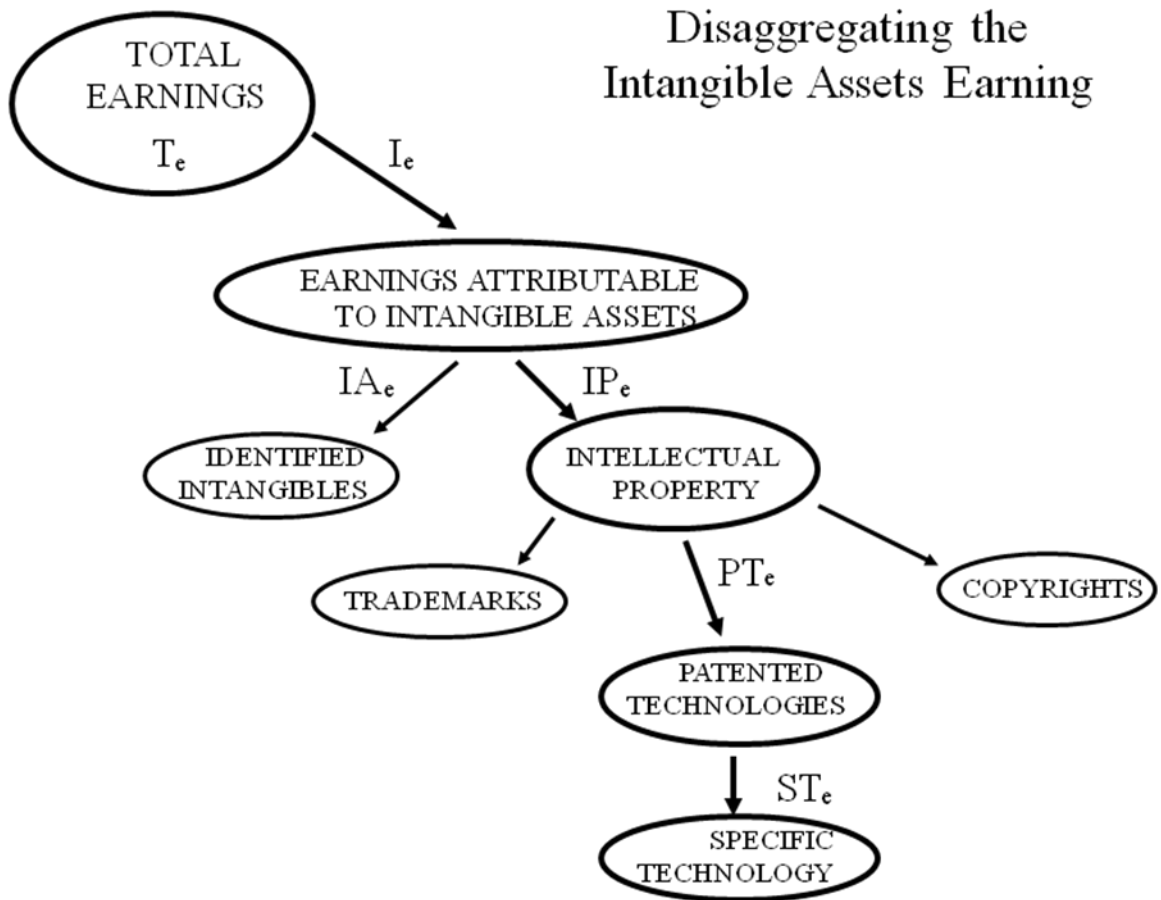 Disaggregating the
Intangible Assets Earning
TOTAL
EARNINGS
Te
Ie
EARNINGS ATTRIBUTABLE
TO INTANGIBLE ASSETS
IAe
IPe
IDENTIFIED
INTANGIBLES
INTELLECTUAL
PROPERTY
TRADEMARKS
PTe
COPYRIGHTS
PATENTED
TECHNOLOGIES
STe
SPECIFIC
TECHNOLOGY